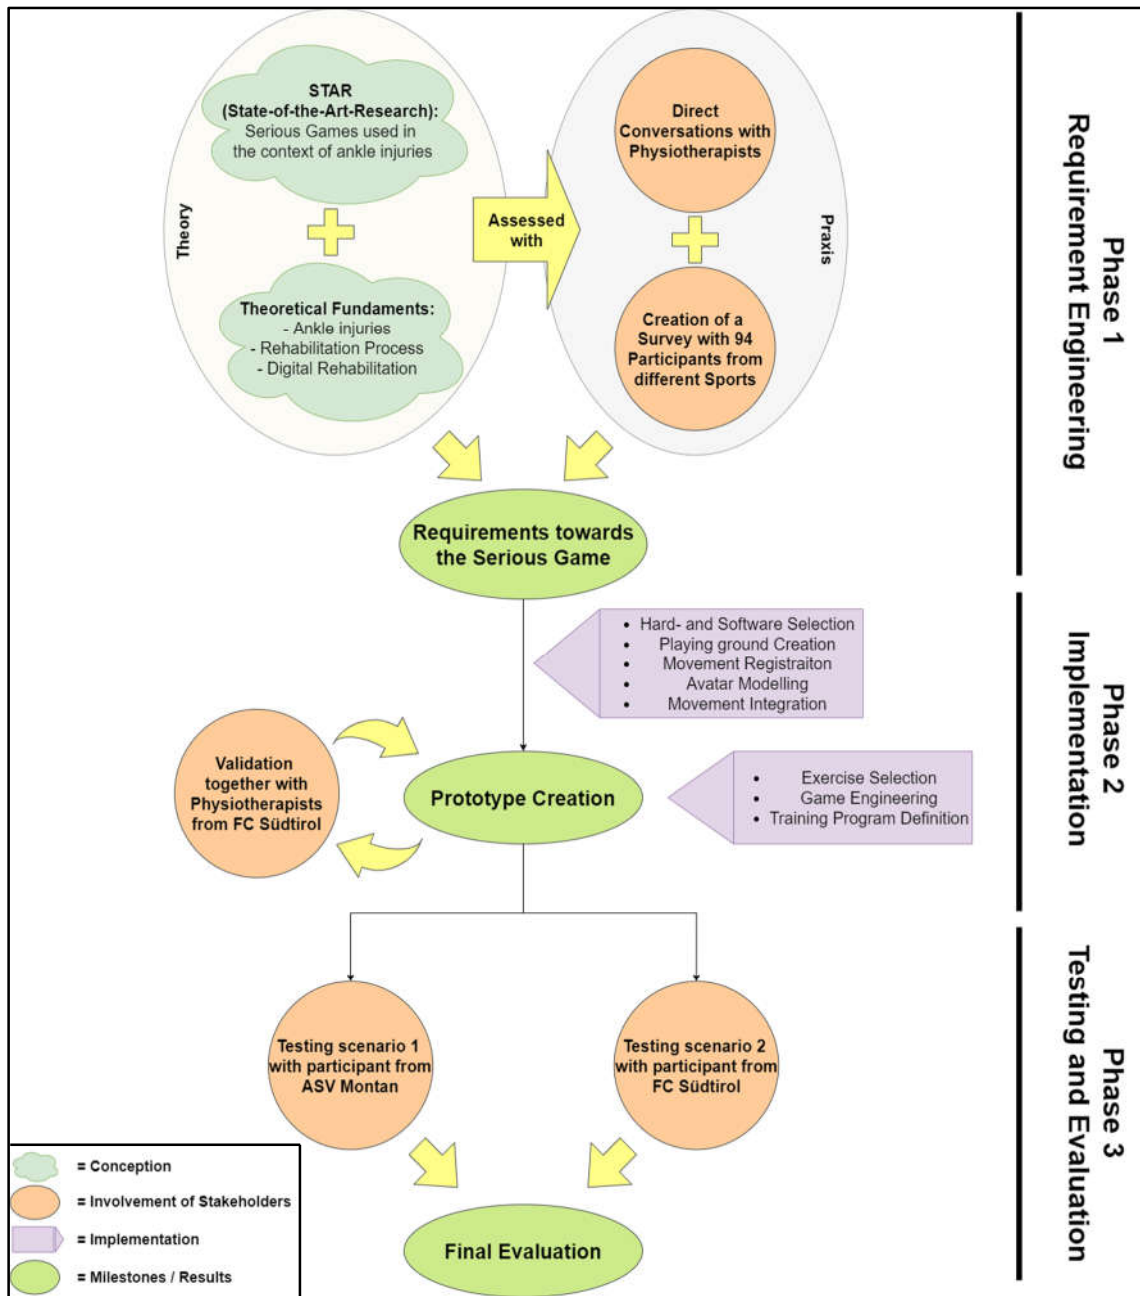 STAR
(State-of-the-Art-Research):
Serious Games used in
the context of ankle injuries
Theory
Theoretical Fundaments:
- Ankle injuries
- Rehabilitation Process
- Digital Rehabilitation
Assessed
with
Direct
Conversations with
Physiotherapists
Praxis
Creation of a
Survey with 94
Participants from
different Sports
Phase 1
Requirement Engineering
Requirements towards
the Serious Game
• Hard- and Software Selection
• Playing ground Creation
• Movement Registraiton
• Avatar Modelling
• Movement Integration
Phase 2
Implementation
Validation
together with
Physiotherapists
from FC Südtirol
Prototype Creation
• Exercise Selection
• Game Engineering
• Training Program Definition
Testing scenario 1
with participant from
ASV Montan
Testing scenario 2
with participant from
FC Südtirol
Phase 3
Testing and Evaluation
Final Evaluation
= Conception
= Involvement of Stakeholders
= Implementation
= Milestones / Results